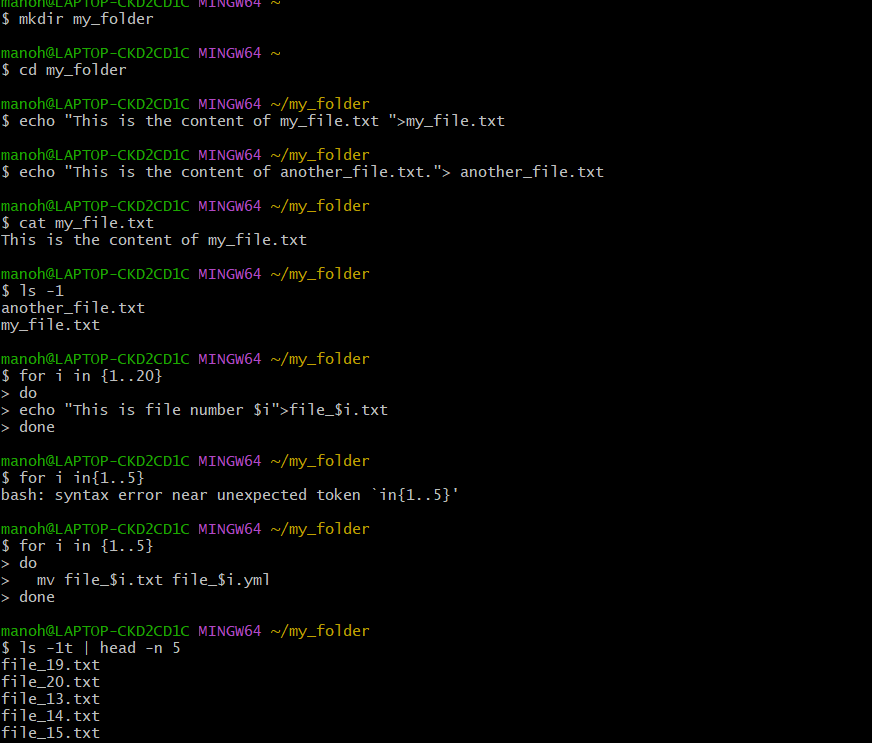 manoh@LAPTOP-CKD2CD1C MINGW64 ~
$ mkdir my_folder
manoh@LAPTOP-CKD2CD1C MINGW64 ~
$ cd my_folder
manoh@LAPTOP-CKD2CD1C MINGW64 ~/my_folder
$ echo "This is the content of my_file.txt ">my_file.txt
manoh@LAPTOP-CKD2CD1C MINGW64 ~/my_folder
$ echo "This is the content of another_file.txt."> another_file.txt
manoh@LAPTOP-CKD2CD1C MINGW64 ~/my_folder
$ cat my_file.txt
This is the content of my_file.txt
manoh@LAPTOP-CKD2CD1C MINGW64 ~/my_folder
$ ls -1
another_file.txt
my_file.txt
manoh@LAPTOP-CKD2CD1C MINGW64 ~/my_folder
$ for i in {1..20}
> do
> echo "This is file number $i">file_$i.txt
> done
manoh@LAPTOP-CKD2CD1C MINGW64 ~/my_folder
$ for i in{1..5}
bash: syntax error near unexpected token `in{1..5}'
manoh@LAPTOP-CKD2CD1C MINGW64 ~/my_folder
$ for i in {1..5}
> do
>   mv file_$i.txt file_$i.yml
> done
manoh@LAPTOP-CKD2CD1C MINGW64 ~/my_folder
$ ls -1t | head -n 5
file_19.txt
file_20.txt
file_13.txt
file_14.txt
file_15.txt